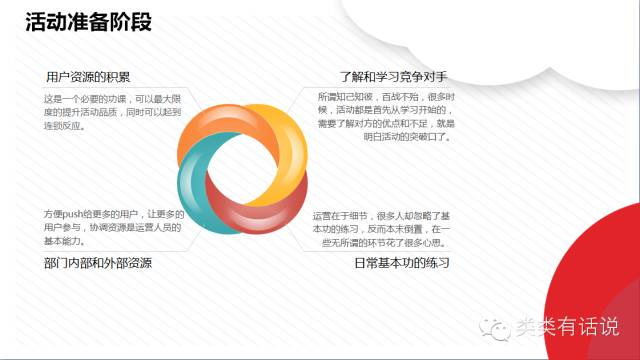 活动准备阶段
用户资源的积累
这是一个必要的功课，可以最大限
度的提升活动品质，同时可以起到
连锁反应。
了解和学习竞争对手
所谓知己知彼，百战不殆，很多时
候，活动都是首先从学习开始的，
需要了解对方的优点和不足，就是
明白活动的突破口了。
方便push给更多的用户，让更多的
用户参与，协调资源是运营人员的
基本能力。
部门内部和外部资源
运营在于细节，很多人却忽略了基
本功的练习，反而本末倒置，在一
些无所谓的环节花了很多心思。
日常基本功的练习
类类有话说